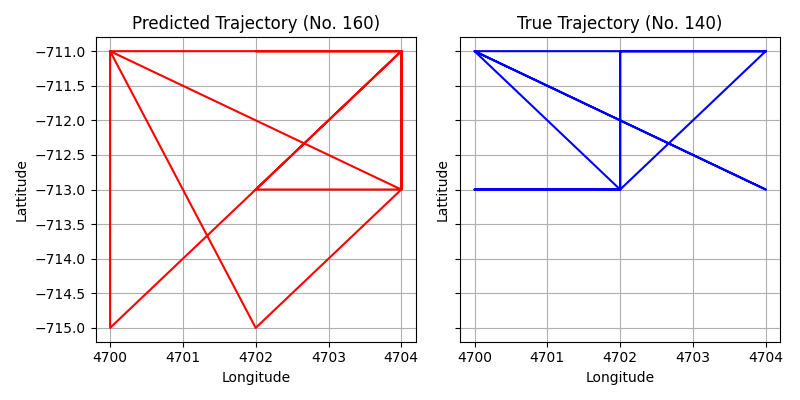 Predicted Trajectory (No. 160)
True Trajectory (No. 140)
−711.0
−711.5
−712.0
−712.5
−713.0
−713.5
−714.0
−714.5
−715.0
Lattitude
Lattitude
4700 4701 4702 4703 4704
4700 4701 4702 4703 4704
Longitude
Longitude